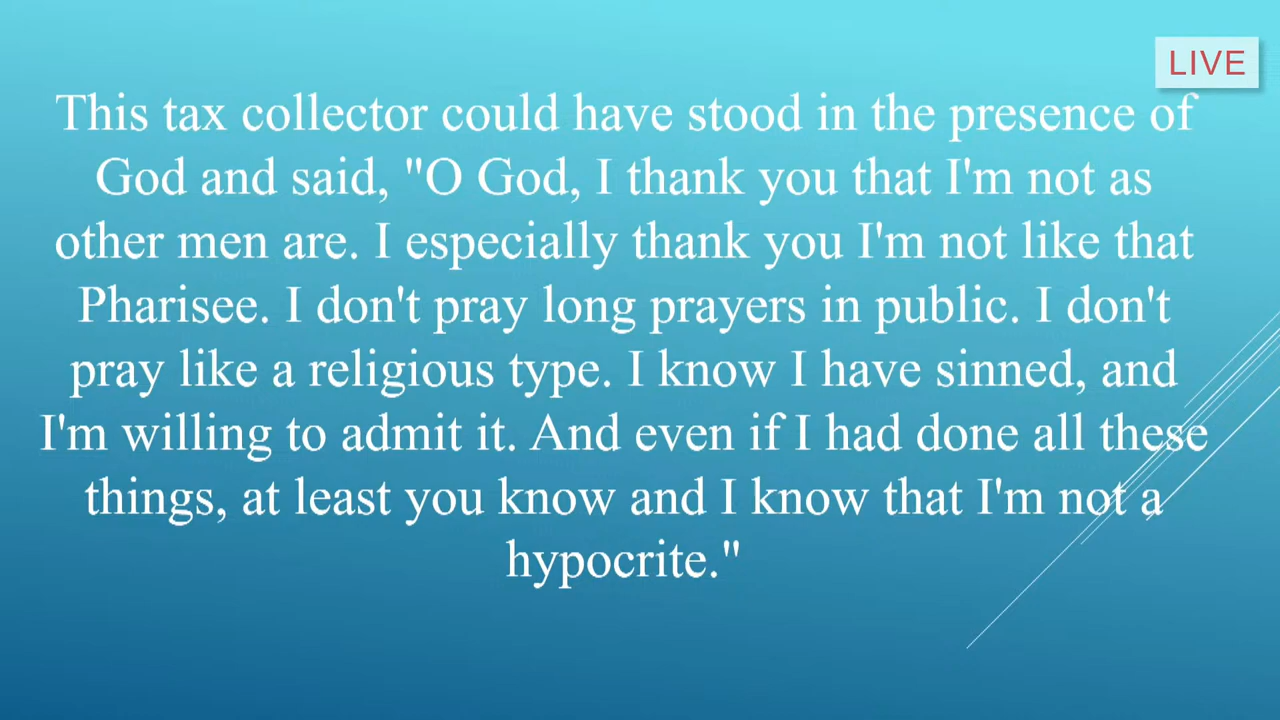 LIVE
This tax collector could have stood in the presence of
God and said, "O God, I thank you that I'm not as
other men are. I especially thank you I'm not like that
Pharisee. I don't pray long prayers in public. I don't
pray like a religious type. I know I have sinned, and
I'm willing to admit it. And even if I had done all these
things, at least you know and I know that I'm not a
hypocrite."